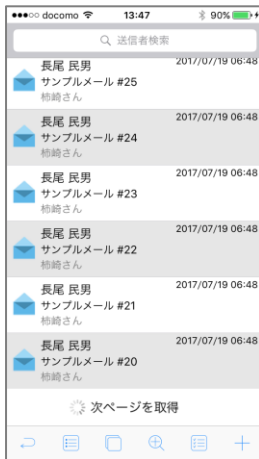 docomo 13:47 90%
送信者検索
長尾 民男 2017/07/19 06:48
サンプルメール #25
柿崎さん
長尾 民男 2017/07/19 06:48
サンプルメール #24
柿崎さん
長尾 民男 2017/07/19 06:48
サンプルメール #23
柿崎さん
長尾 民男 2017/07/19 06:48
サンプルメール #22
柿崎さん
長尾 民男 2017/07/19 06:48
サンプルメール #21
柿崎さん
長尾 民男 2017/07/19 06:48
サンプルメール #20
柿崎さん
次ページを取得